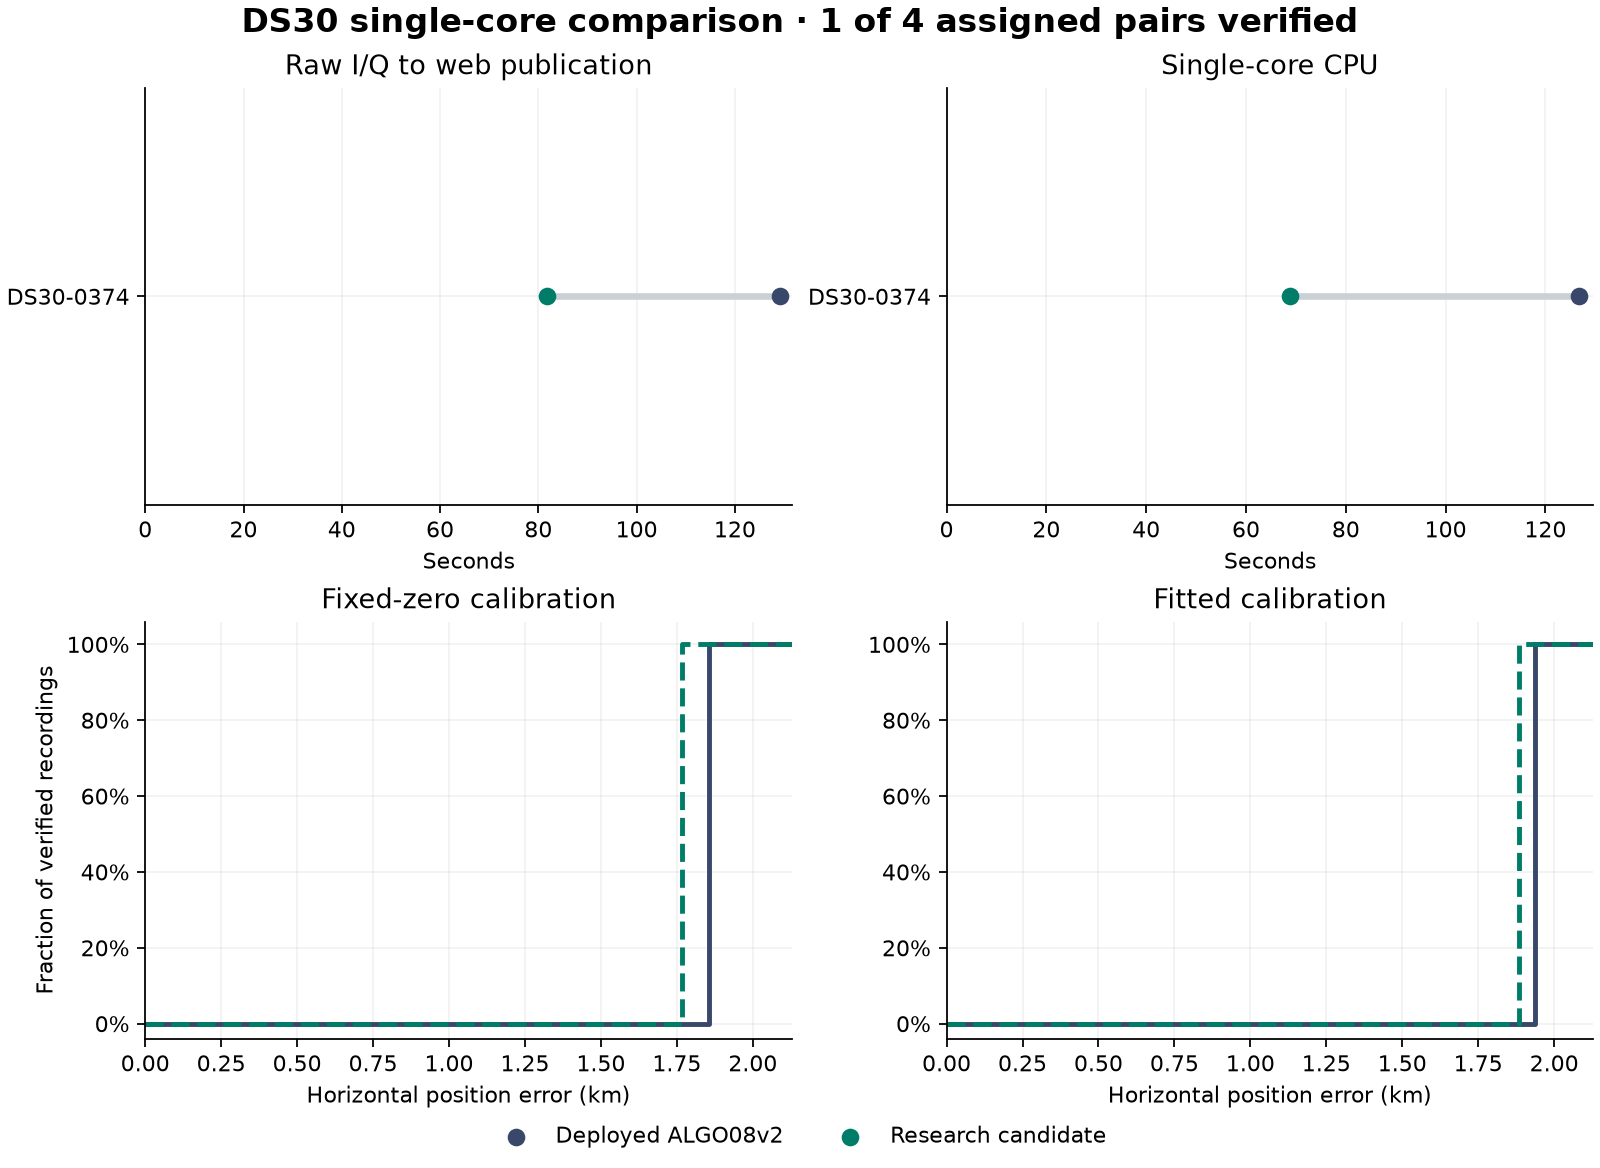 DS30 single-core comparison · 1 of 4 assigned pairs verified
Raw I/Q to web publication
DS30-0374
0 20 40 60 80 100 120
Seconds
Single-core CPU
DS30-0374
0 20 40 60 80 100 120
Seconds
Fixed-zero calibration
Fraction of verified recordings
100%
80%
60%
40%
20%
0%
0.00 0.25 0.50 0.75 1.00 1.25 1.50 1.75 2.00
Horizontal position error (km)
Fitted calibration
100%
80%
60%
40%
20%
0%
0.00 0.25 0.50 0.75 1.00 1.25 1.50 1.75 2.00
Horizontal position error (km)
Deployed ALGO08v2 Research candidate